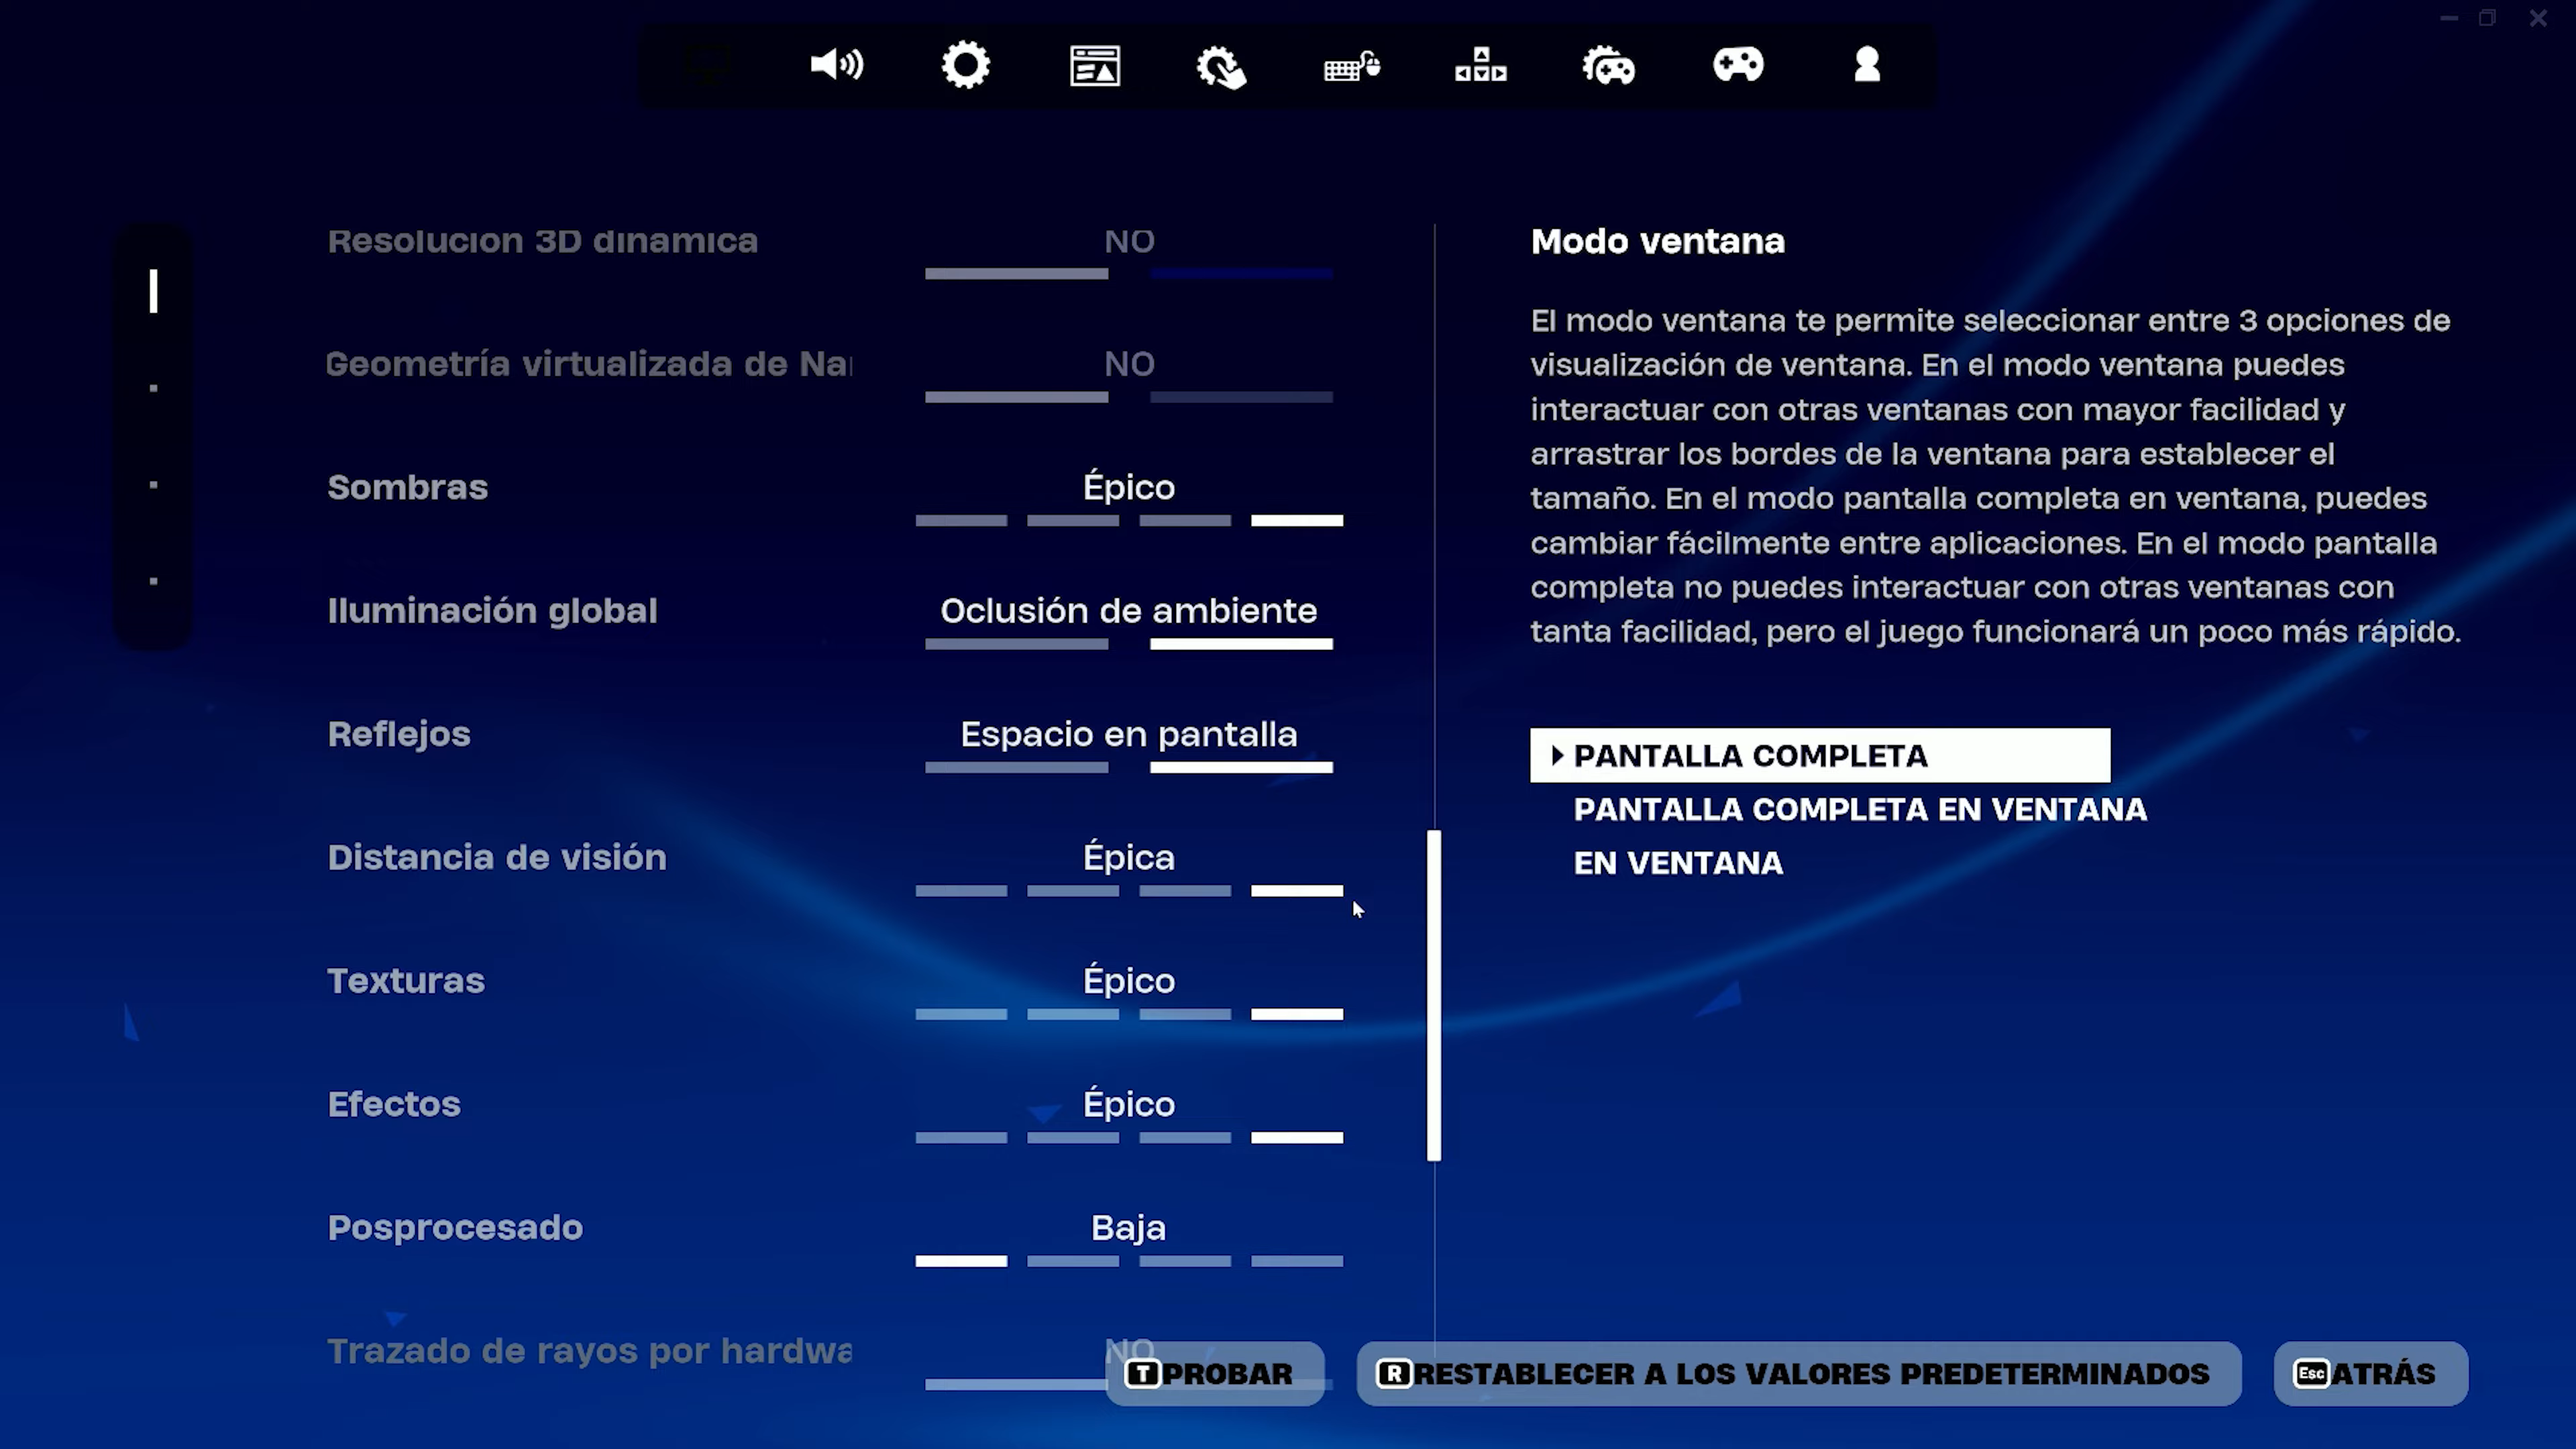 Resolución 3D dinámica
NO
Geometría virtualizada de Na
NO
Sombras
Épico
Iluminación global
Oclusión de ambiente
Reflejos
Espacio en pantalla
Distancia de visión
Épica
Texturas
Épico
Efectos
Épico
Posprocesado
Baja
Trazado de rayos por hardwa
NO
Modo ventana
El modo ventana te permite seleccionar entre 3 opciones de
visualización de ventana. En el modo ventana puedes
interactuar con otras ventanas con mayor facilidad y
arrastrar los bordes de la ventana para establecer el
tamaño. En el modo pantalla completa en ventana, puedes
cambiar fácilmente entre aplicaciones. En el modo pantalla
completa no puedes interactuar con otras ventanas con
tanta facilidad, pero el juego funcionará un poco más rápido.
PANTALLA COMPLETA
PANTALLA COMPLETA EN VENTANA
EN VENTANA
T PROBAR
R RESTABLECER A LOS VALORES PREDETERMINADOS
Esc ATRÁS